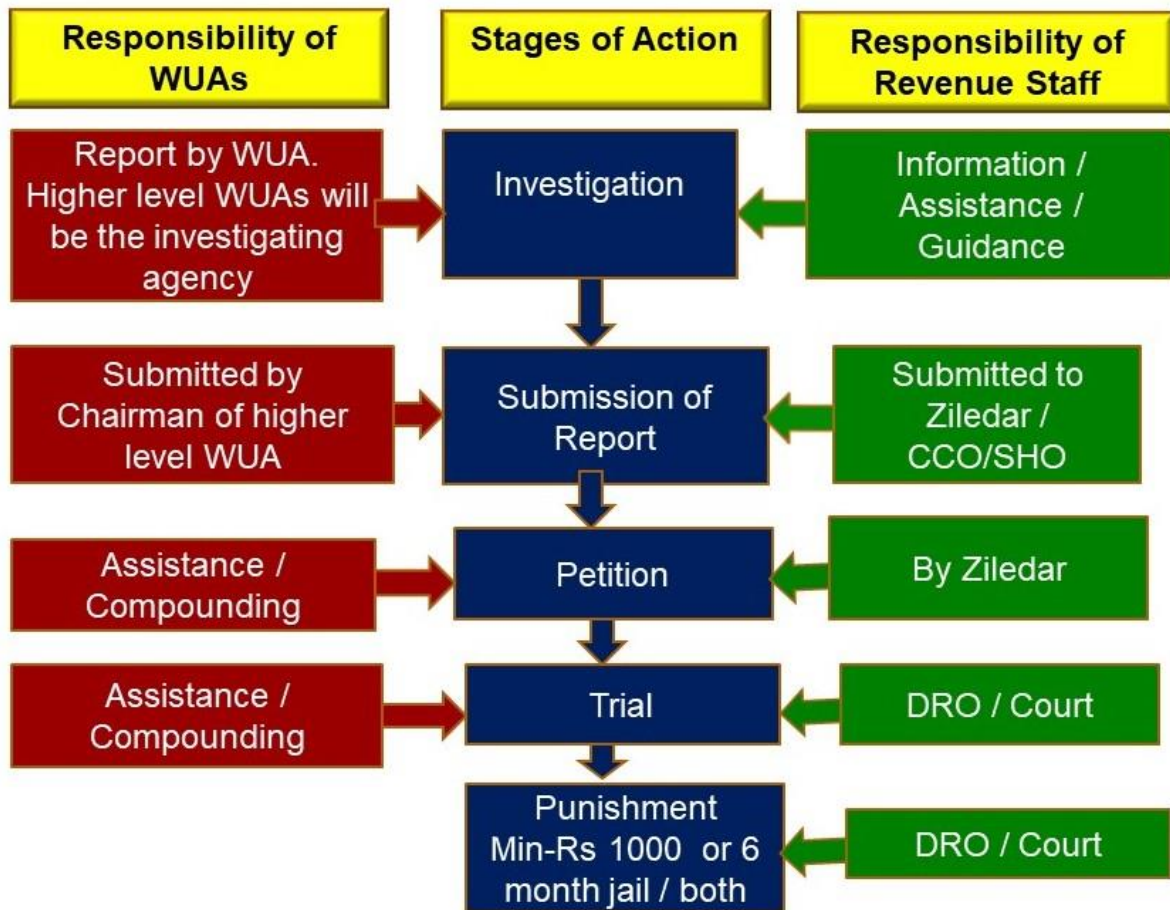 Responsibility of
WUAs
Stages of Action
Responsibility of
Revenue Staff
Report by WUA.
Higher level WUAs will
be the investigating
agency
Investigation
Information /
Assistance /
Guidance
Submitted by
Chairman of higher
level WUA
Submission of
Report
Submitted to
Ziledar /
CCO/SHO
Assistance /
Compounding
Petition
By Ziledar
Assistance /
Compounding
Trial
DRO / Court
Punishment
Min-Rs 1000 or 6
month jail / both
DRO / Court